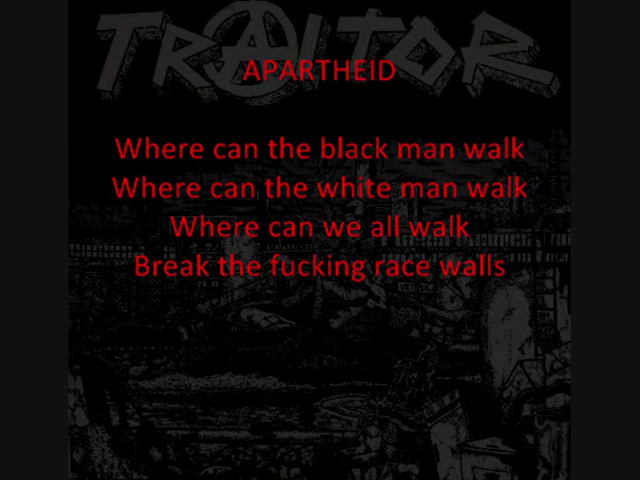 TRAITOR
APARTHEID
Where can the black man walk
Where can the white man walk
Where can we all walk
Break the fucking race walls